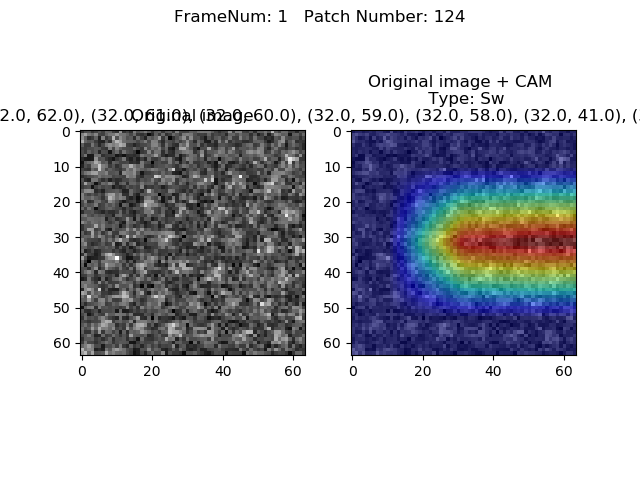 FrameNum: 1   Patch Number: 124
Original image + CAM
Type: Sw
2.0, 62.0), (32.0, 61.0), (32.0, 60.0), (32.0, 59.0), (32.0, 58.0), (32.0, 41.0), (3
Original image
0
10
20
30
40
50
60
0 20 40 60
0
10
20
30
40
50
60
0 20 40 60